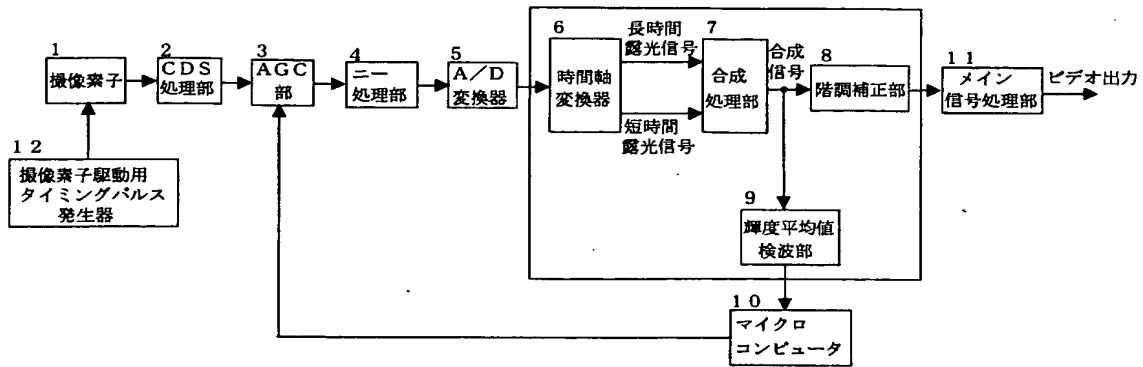 1
撮像素子
2
CDS
処理部
3
AGC
部
4
ニー
処理部
5
A/D
変換器
6
時間軸
変換器
長時間
露光信号
短時間
露光信号
7
合成
処理部
合成
信号
8
階調補正部
11
メイン
信号処理部
ビデオ出力
12
撮像素子駆動用
タイミングパルス
発生器
9
輝度平均値
検波部
10
マイクロ
コンピュータ